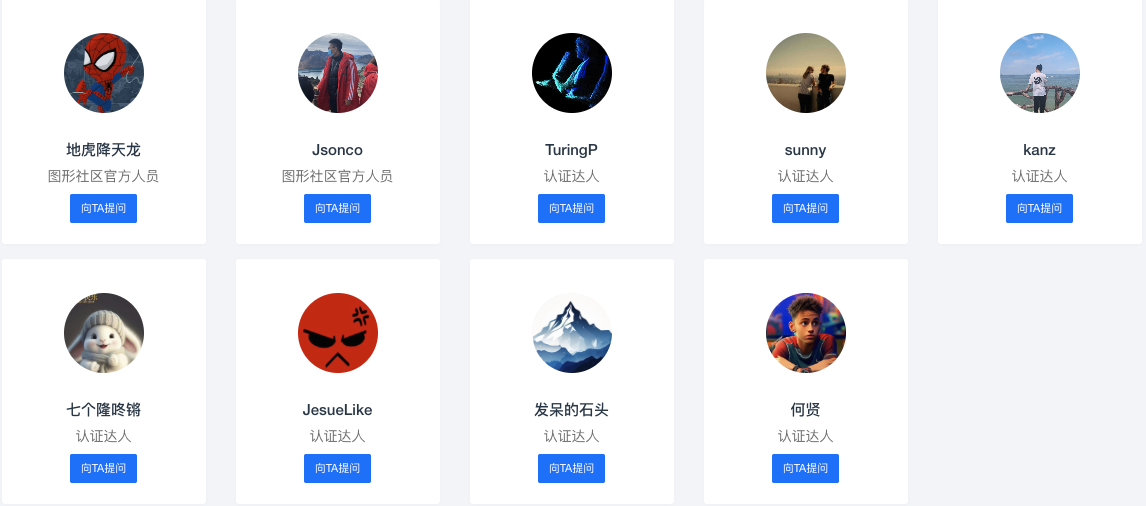 地虎降天龙
图形社区官方人员
向TA提问
Jsonco
图形社区官方人员
向TA提问
TuringP
认证达人
向TA提问
sunny
认证达人
向TA提问
kanz
认证达人
向TA提问
七个隆咚锵
认证达人
向TA提问
JesueLike
认证达人
向TA提问
发呆的石头
认证达人
向TA提问
何贤
认证达人
向TA提问